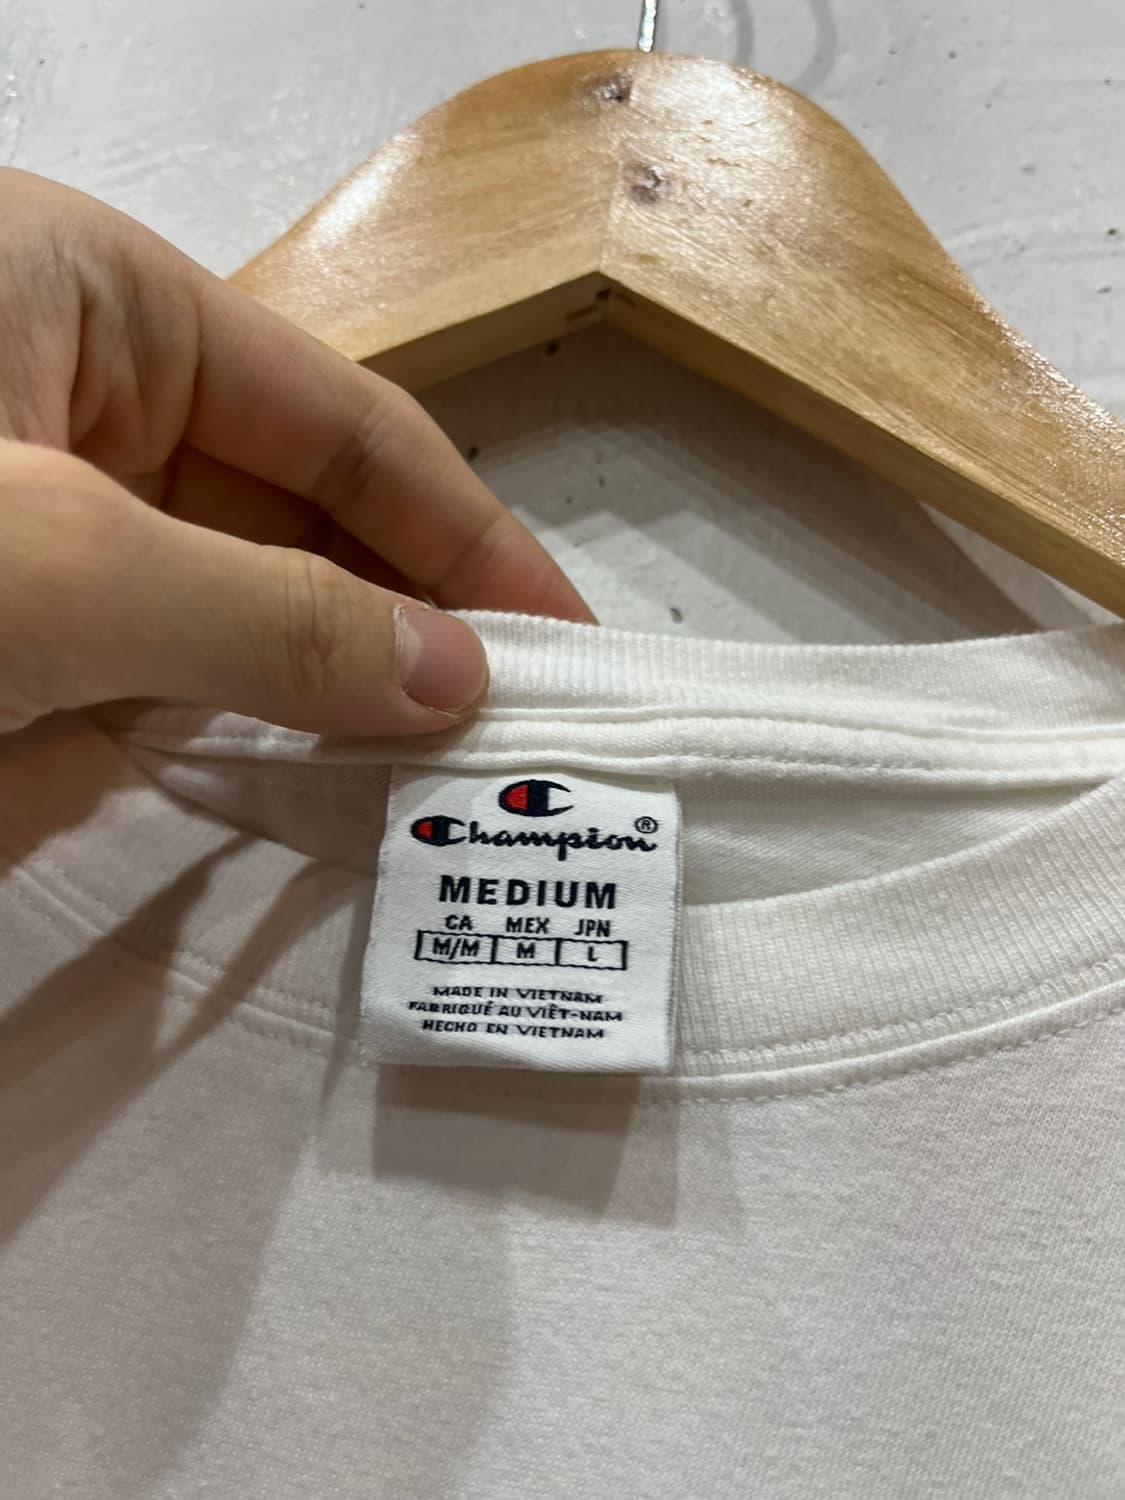 Champion®
MEDIUM
CA MEX JPN
M/M M L
MADE IN VIETNAM
FABRIQUÉ AU VIÊT-NAM
HECHO EN VIETNAM